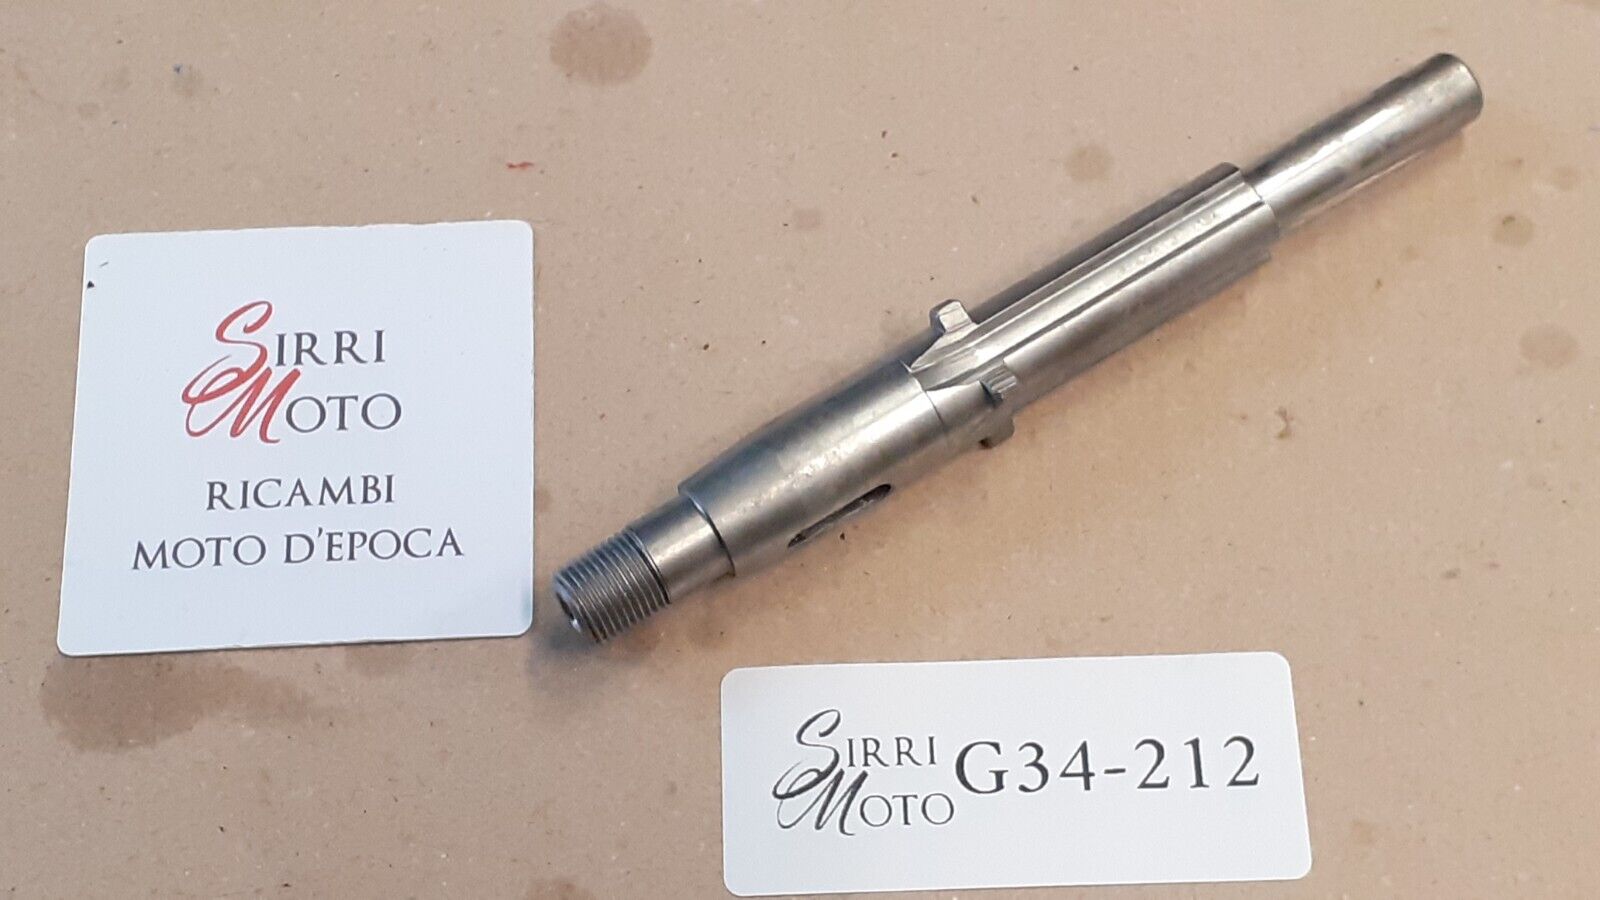 SIRRI
MOTO
RICAMBI
MOTO D'EPOCA
SIRRI
MOTO
G34-212